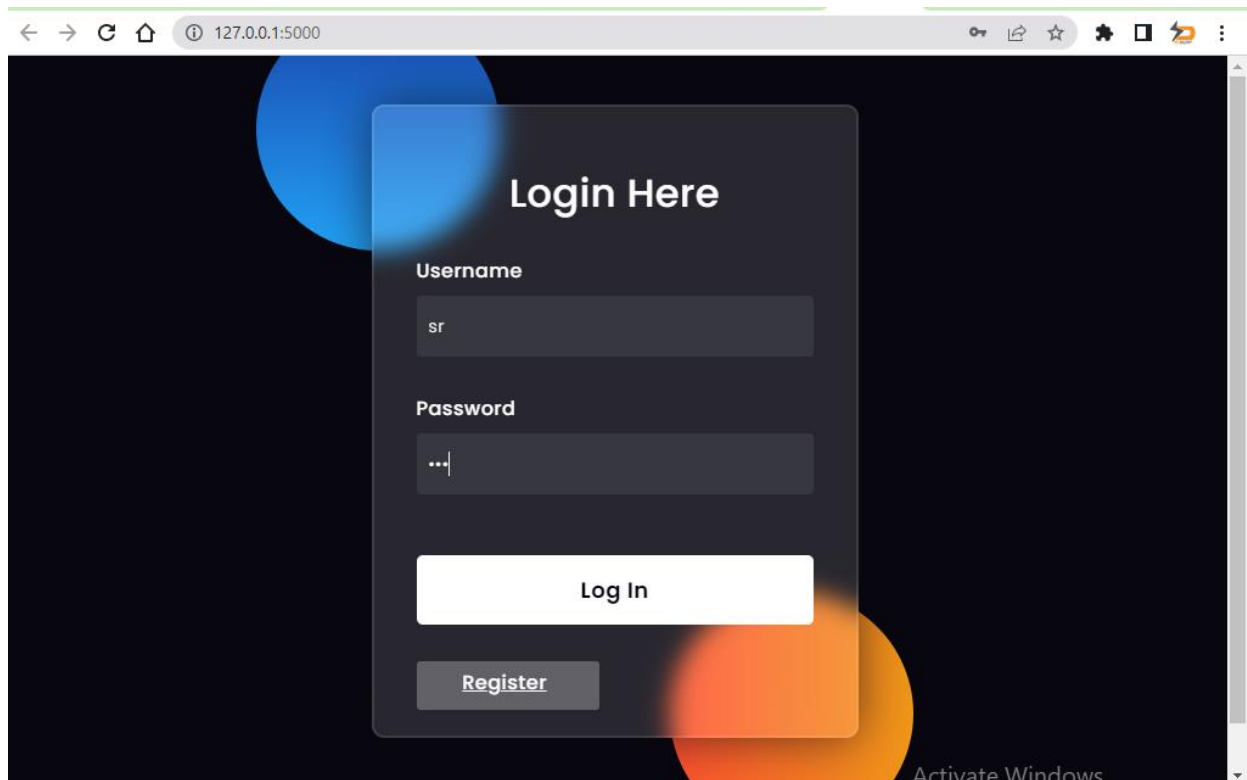 127.0.0.1:5000
Login Here
Username
sr
Password
•••
Log In
Register
Activate Windows